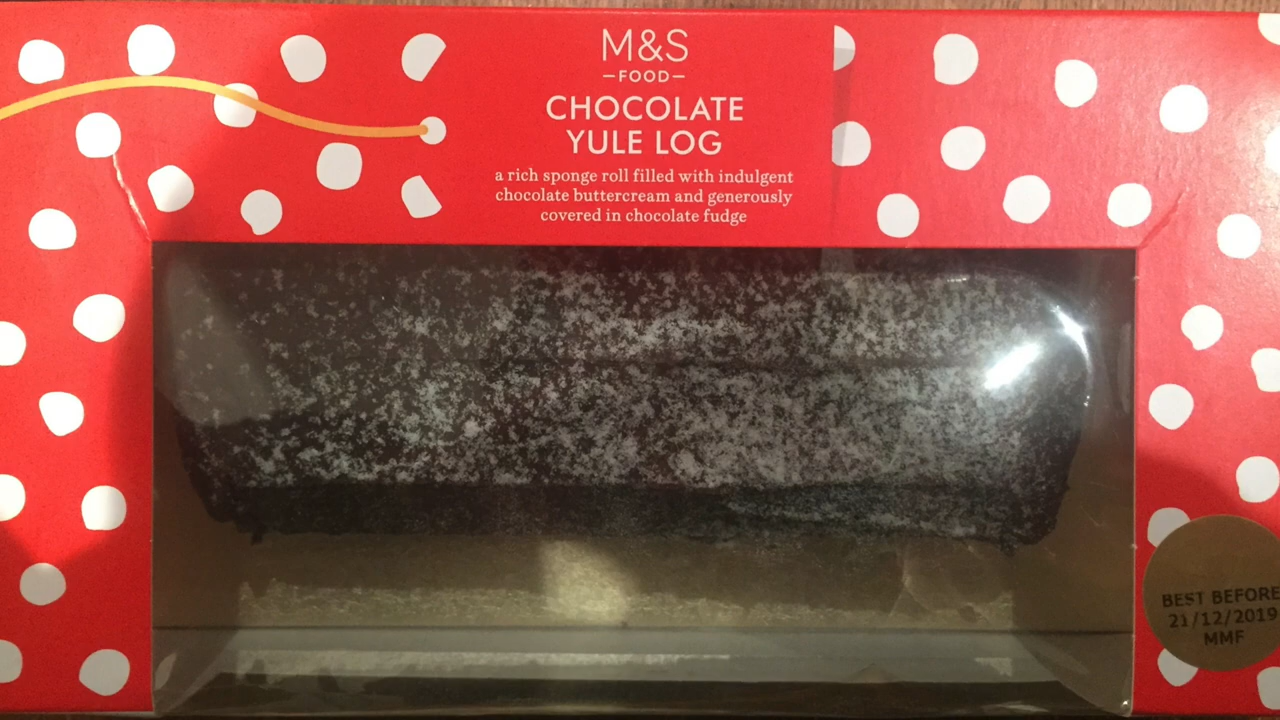 M&S
—FOOD—
CHOCOLATE
YULE LOG
a rich sponge roll filled with indulgent
chocolate buttercream and generously
covered in chocolate fudge
BEST BEFORE
21/12/2019
MMF